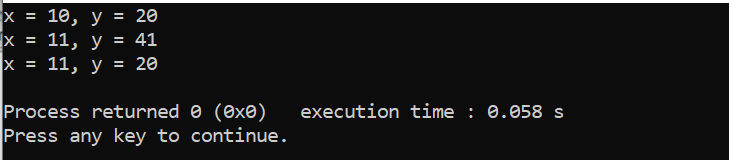 x = 10, y = 20
x = 11, y = 41
x = 11, y = 20
Process returned 0 (0x0)   execution time : 0.058 s
Press any key to continue.